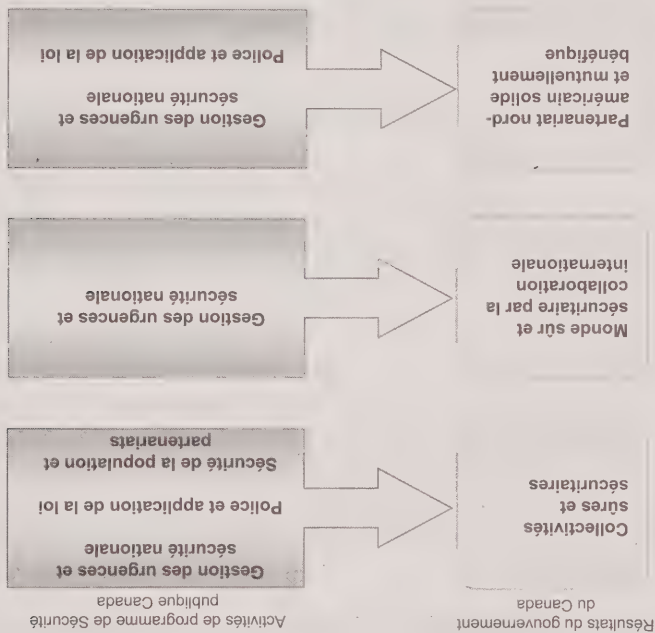 Résultats du gouvernement
du Canada
Activités de programme de Sécurité
publique Canada
Collectivités
sûres et
sécuritaires
Gestion des urgences et
sécurité nationale
Police et application de la loi
Sécurité de la population et
partenariats
Monde sûr et
sécuritaire par la
collaboration
internationale
Gestion des urgences et
sécurité nationale
Partenariat nord-
américain solide
et mutuellement
bénéfique
Gestion des urgences et
sécurité nationale
Police et application de la loi